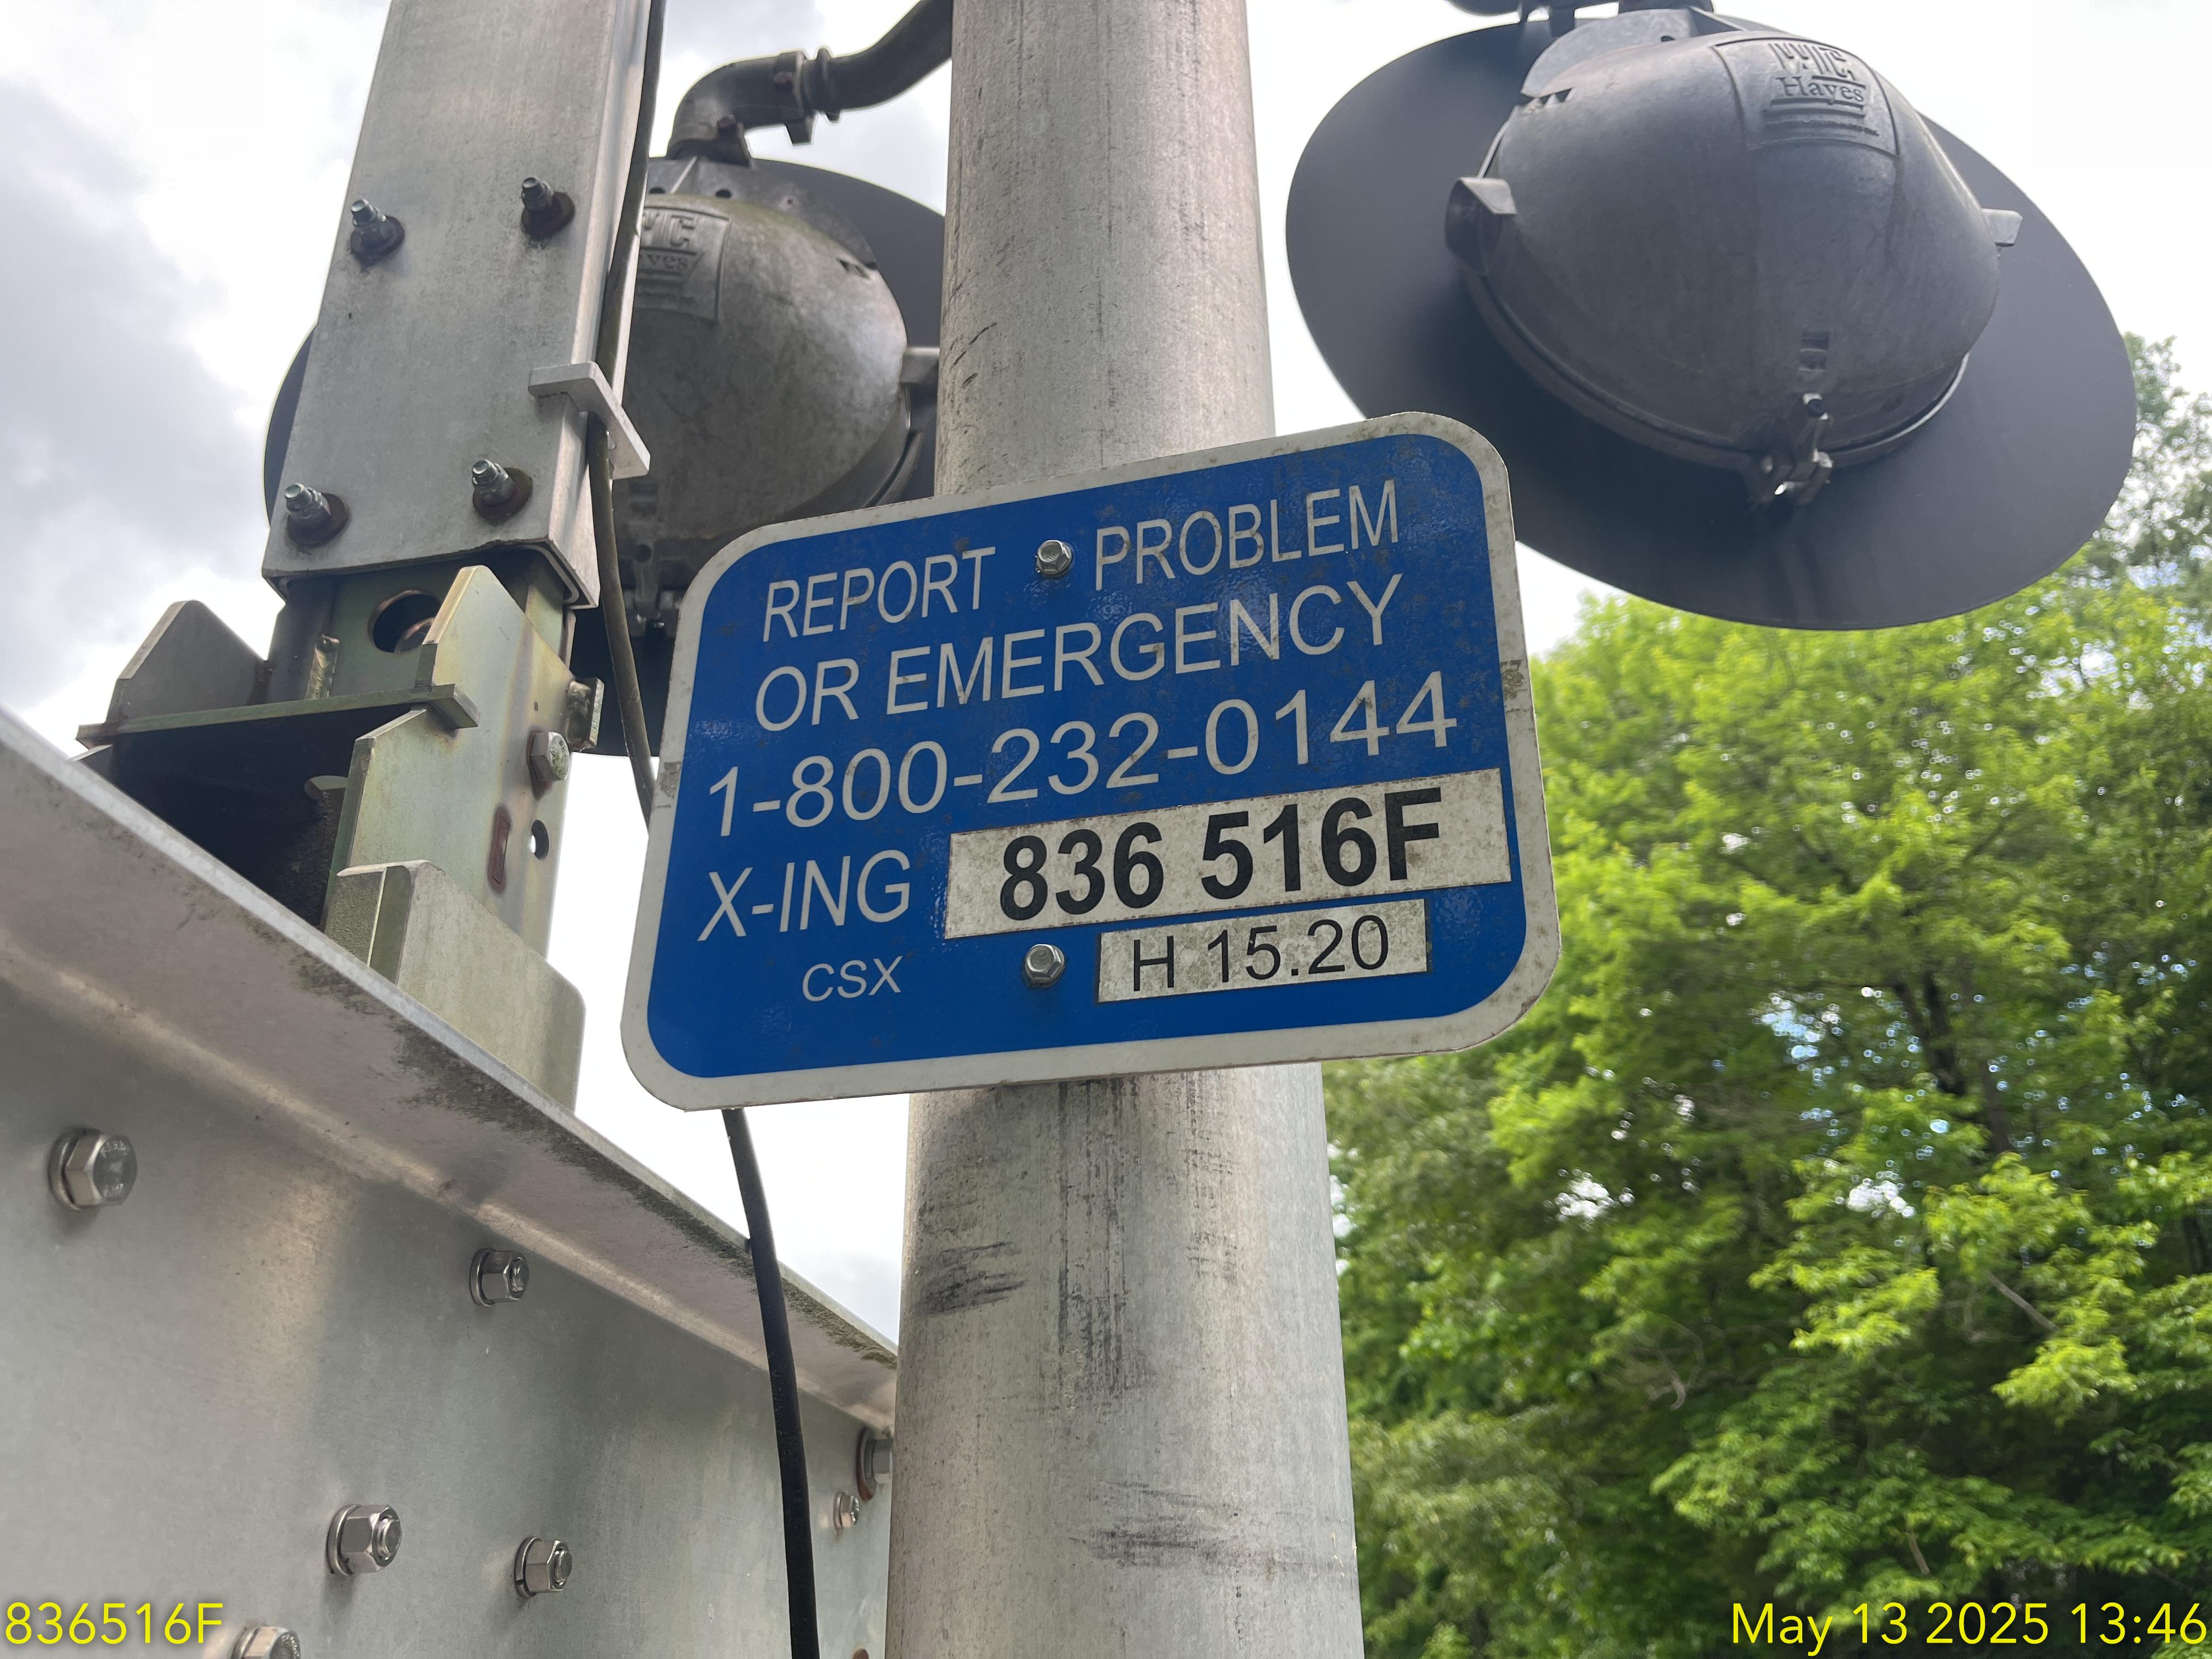 WTC
Hayes
REPORT PROBLEM
OR EMERGENCY
1-800-232-0144
X-ING 836 516F
CSX H 15.20
836516F
May 13 2025 13:46